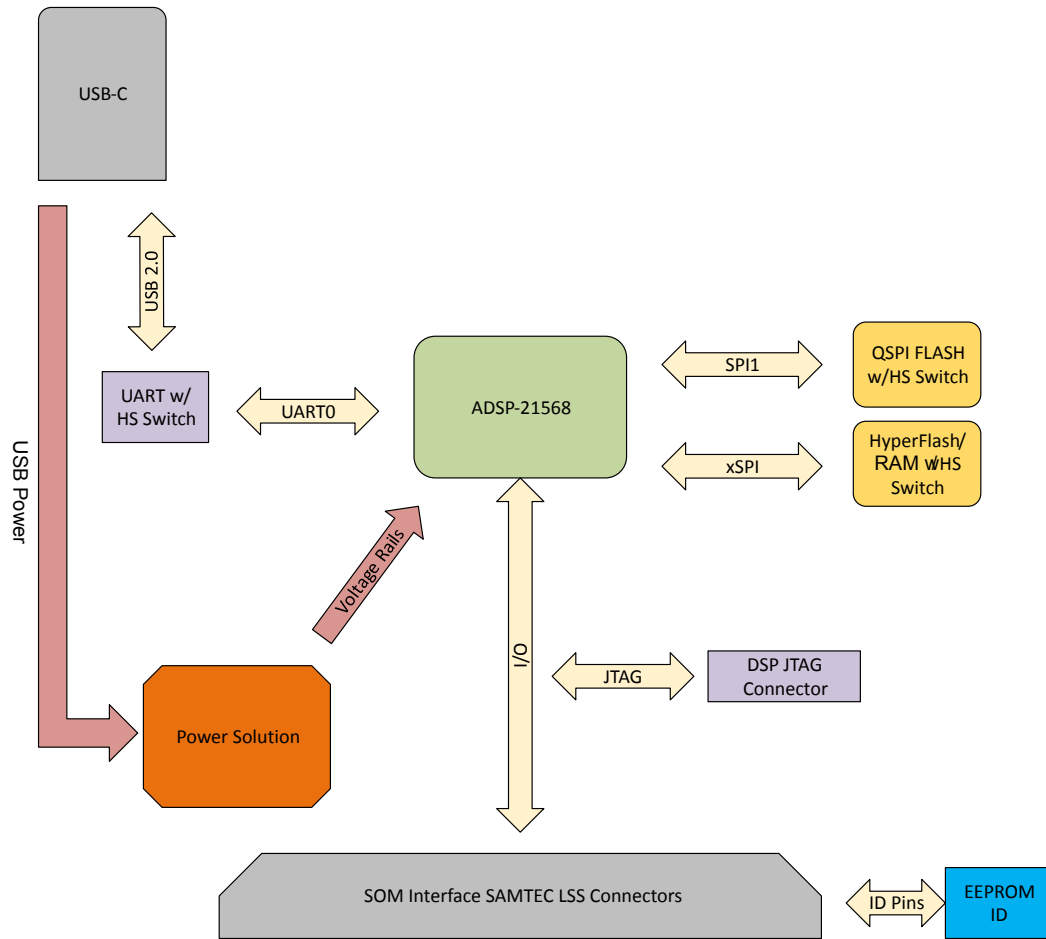 USB-C
USB 2.0
USB Power
UART w/
HS Switch
UART0
ADSP-21568
SPI1
QSPI FLASH
w/HS Switch
xSPI
HyperFlash/
RAM w/HS
Switch
Voltage Rails
I/O
JTAG
DSP JTAG
Connector
Power Solution
SOM Interface SAMTEC LSS Connectors
ID Pins
EEPROM
ID